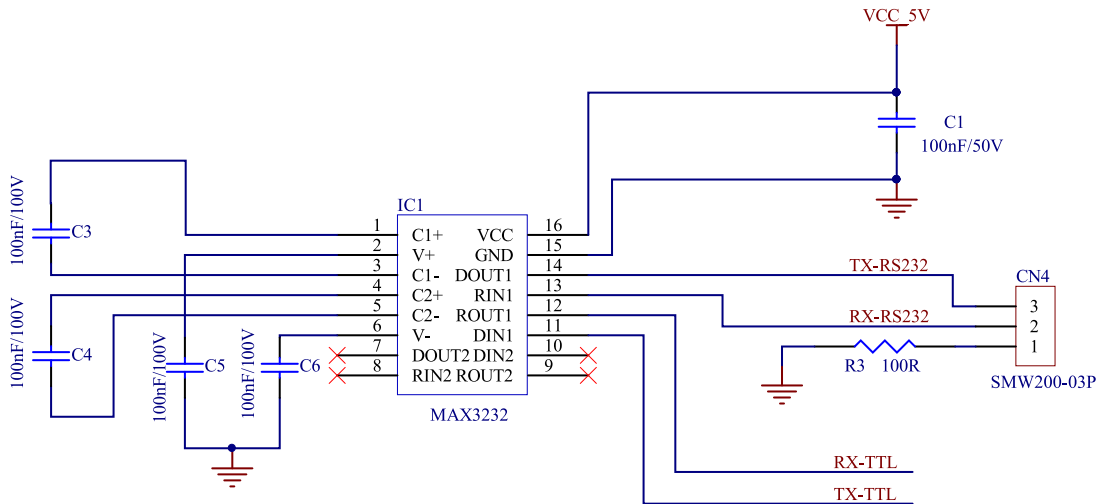 VCC_5V
C1
100nF/50V
IC1
100nF/100V
C3
100nF/100V
C4
100nF/100V
C5
100nF/100V
C6
1 C1+ VCC 16
2 V+ GND 15
3 C1- DOUT1 14
4 C2+ RIN1 13
5 C2- ROUT1 12
6 V- DIN1 11
7 DOUT2 DIN2 10
8 RIN2 ROUT2 9
MAX3232
TX-RS232
CN4
3
RX-RS232
2
1
R3 100R
SMW200-03P
RX-TTL
TX-TTL